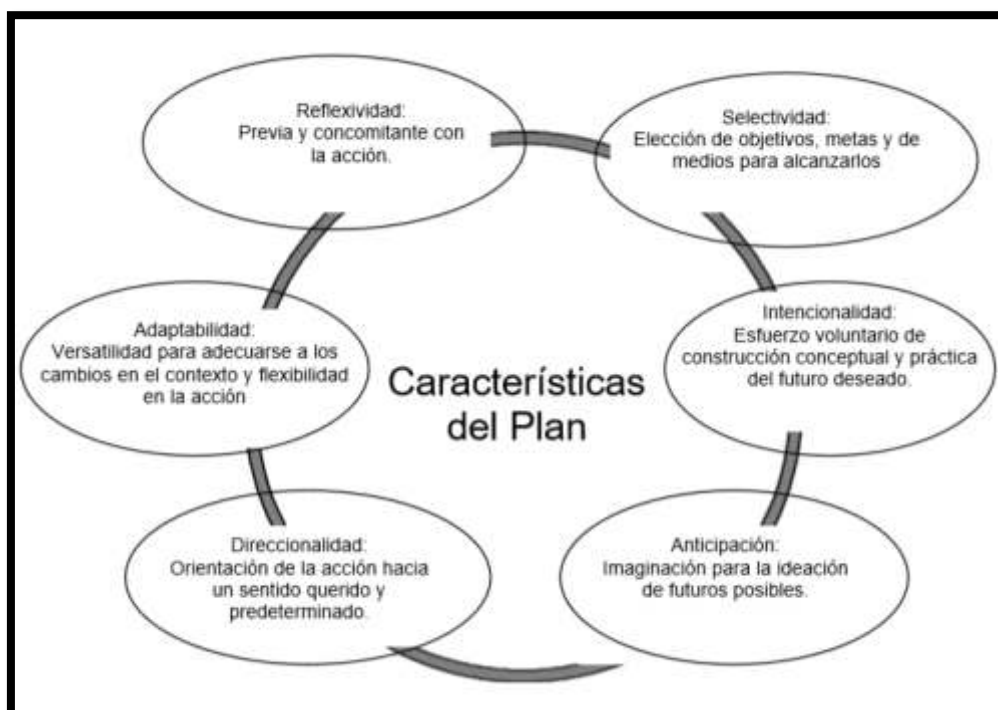 Reflexividad:
Previa y concomitante con
la acción.
Selectividad:
Elección de objetivos, metas y de
medios para alcanzarlos
Intencionalidad:
Esfuerzo voluntario de
construcción conceptual y práctica
del futuro deseado.
Anticipación:
Imaginación para la ideación
de futuros posibles.
Direccionalidad:
Orientación de la acción hacia
un sentido querido y
predeterminado.
Adaptabilidad:
Versatilidad para adecuarse a los
cambios en el contexto y flexibilidad
en la acción
Características
del Plan